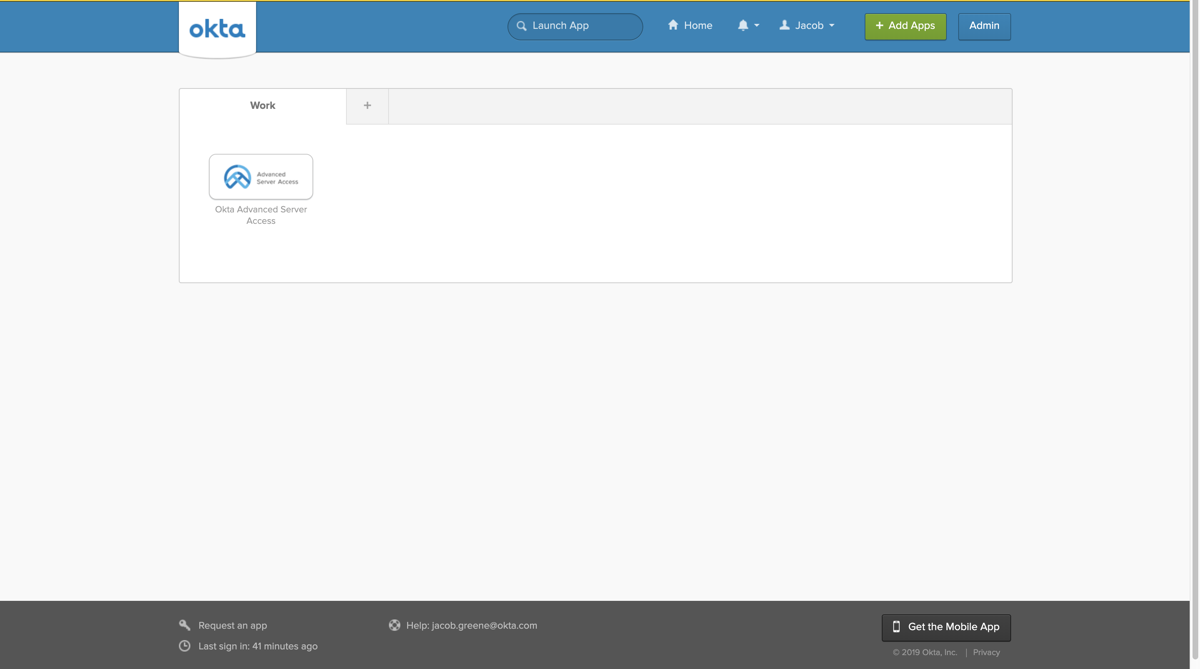 okta
Launch App
Home
Jacob
+ Add Apps
Admin
Work
+
Advanced
Server Access
Okta Advanced Server
Access
Request an app
Help: jacob.greene@okta.com
Get the Mobile App
Last sign in: 41 minutes ago
© 2019 Okta, Inc. | Privacy